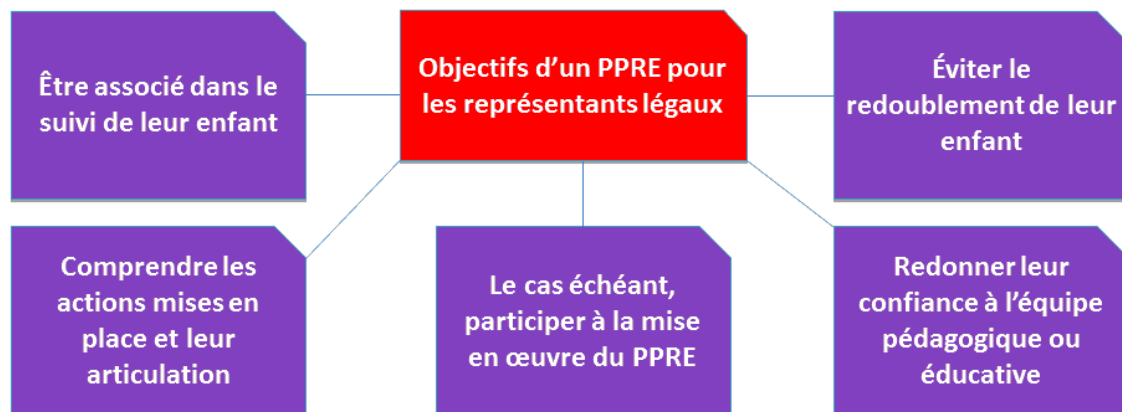 Être associé dans le
suivi de leur enfant
Objectifs d’un PPRE pour
les représentants légaux
Éviter le
redoublement de leur
enfant
Comprendre les
actions mises en
place et leur
articulation
Le cas échéant,
participer à la mise
en œuvre du PPRE
Redonner leur
confiance à l’équipe
pédagogique ou
éducative